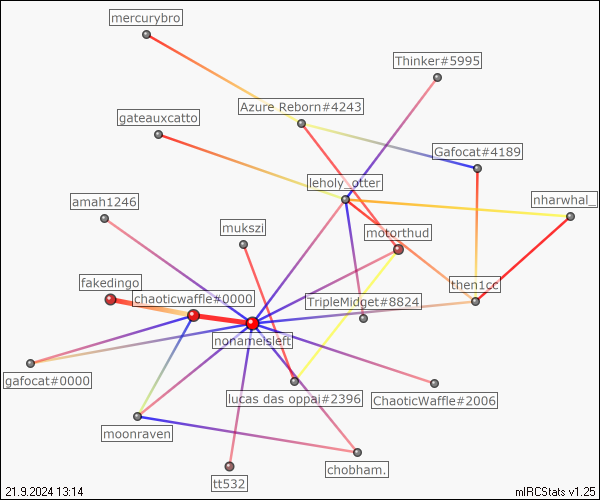 mercurybro
Thinker#5995
Azure Reborn#4243
gateauxcatto
Gafocat#4189
leholy_otter
nharwhal_
amah1246
mukszi
motorthud
fakedingo
then1cc
chaoticwaffle#0000
TripleMidget#8824
nonameisleft
gafocat#0000
lucas das oppai#2396
ChaoticWaffle#2006
moonraven
chobham.
tt532
21.9.2024 13:14
mIRCStats v1.25